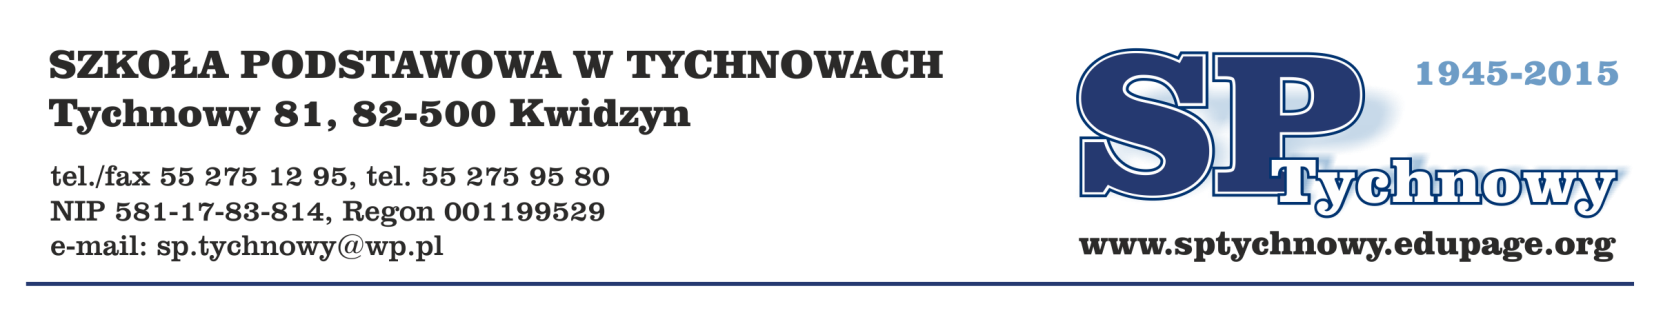 SZKOŁA PODSTAWOWA W TYCHNOWACH
Tychnowy 81, 82-500 Kwidzyn
tel./fax 55 275 12 95, tel. 55 275 95 80
NIP 581-17-83-814, Regon 001199529
e-mail: sp.tychnowy@wp.pl
SP
1945-2015
Tychnowy
www.sptychnowy.edupage.org